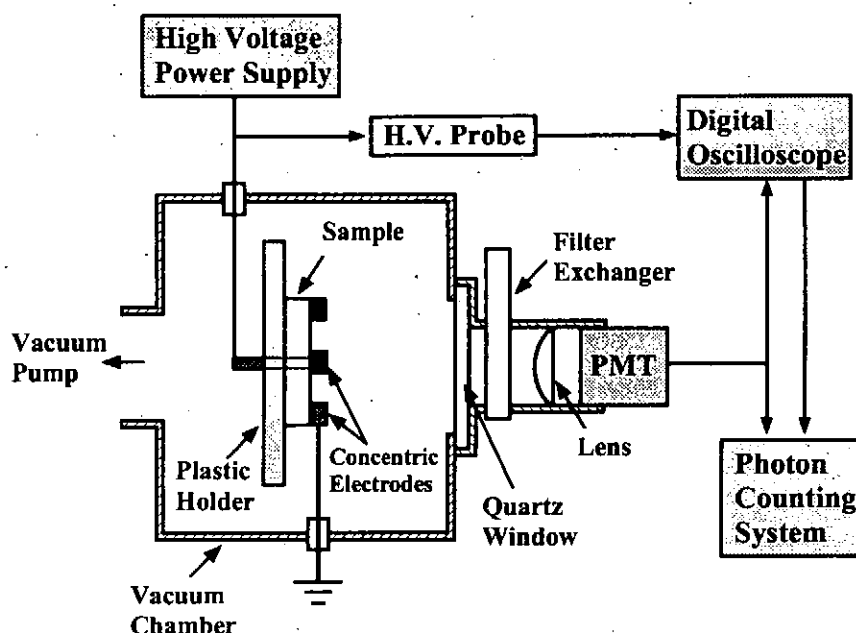 High Voltage
Power Supply
H.V. Probe
Digital
Oscilloscope
Sample
Filter
Exchanger
Vacuum
Pump
PMT
Plastic
Holder
Concentric
Electrodes
Lens
Quartz
Window
Photon
Counting
System
Vacuum
Chamber